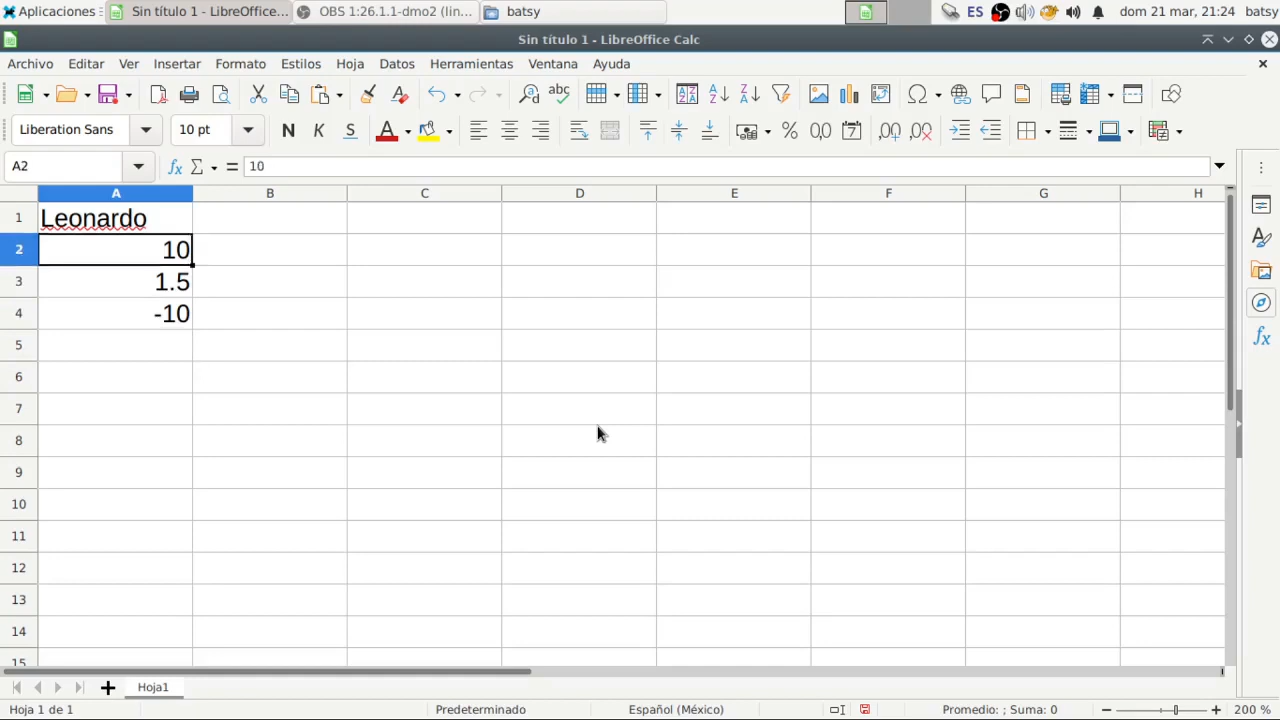 Aplicaciones
Sin título 1 - LibreOffice...
OBS 1:26.1.1-dmo2 (lin...
batsy
ES
dom 21 mar, 21:24
batsy
Sin título 1 - LibreOffice Calc
Archivo Editar Ver Insertar Formato Estilos Hoja Datos Herramientas Ventana Ayuda
Liberation Sans
10 pt
N K S
A2
10
A B C D E F G H
1 Leonardo
2 10
3 1.5
4 -10
5
6
7
8
9
10
11
12
13
14
15
Hoja1
Hoja 1 de 1
Predeterminado
Español (México)
Promedio: ; Suma: 0
200 %